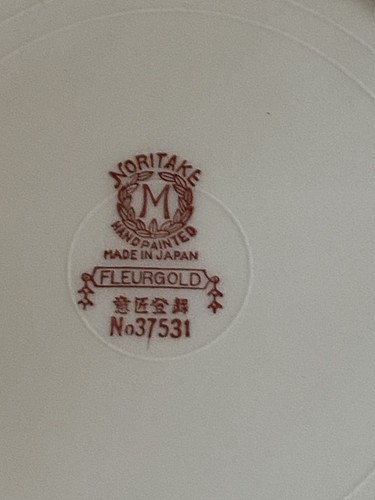 NORITAKE
M
HANDPAINTED
MADE IN JAPAN
FLEURGOLD
意匠登録
No37531